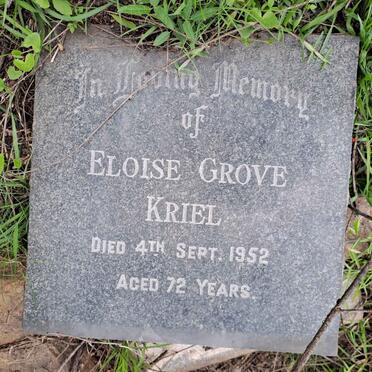 In Loving Memory
of
ELOISE GROVE
KRIEL
DIED 4TH SEPT. 1952
AGED 72 YEARS.